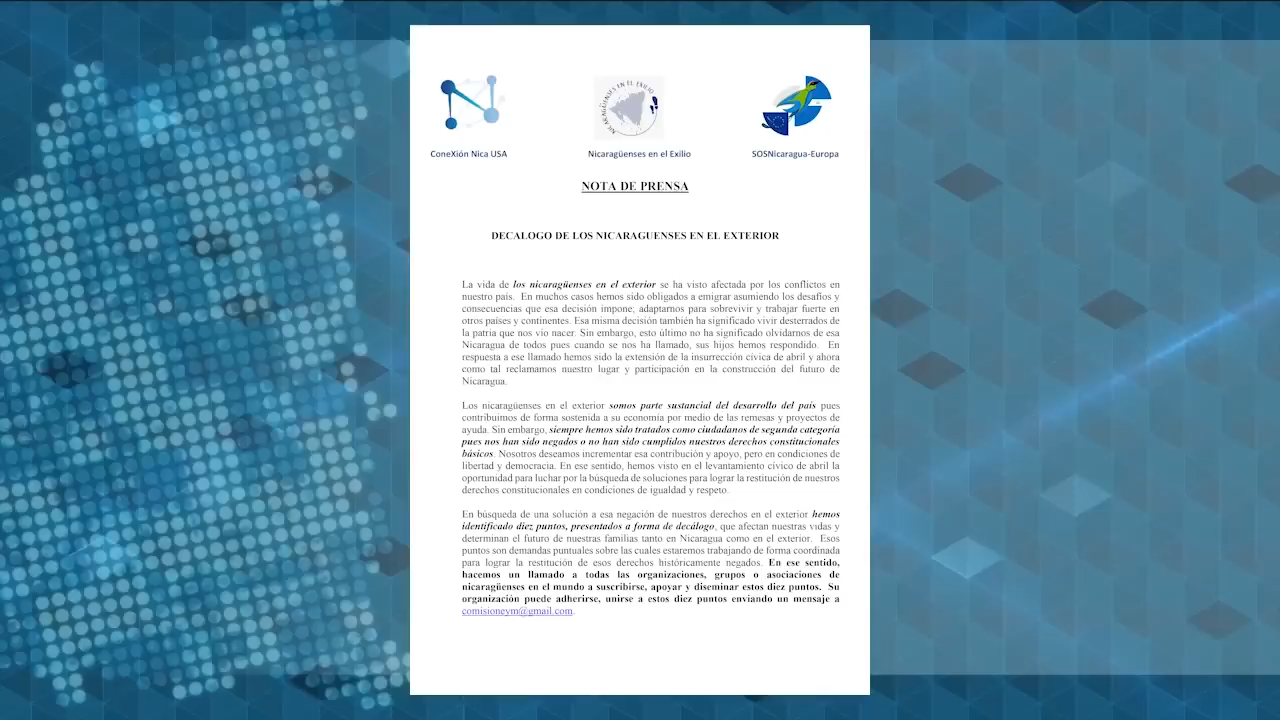 ConeXión Nica USA
NICARAGÜENSES EN EL EXILIO
Nicaragüenses en el Exilio
SOSNicaragua-Europa
NOTA DE PRENSA
DECALOGO DE LOS NICARAGUENSES EN EL EXTERIOR
La vida de los nicaragüenses en el exterior se ha visto afectada por los conflictos en
nuestro país. En muchos casos hemos sido obligados a emigrar asumiendo los desafíos y
consecuencias que esa decisión impone; adaptarnos para sobrevivir y trabajar fuerte en
otros países y continentes. Esa misma decisión también ha significado vivir desterrados de
la patria que nos vio nacer. Sin embargo, esto último no ha significado olvidarnos de esa
Nicaragua de todos pues cuando se nos ha llamado, sus hijos hemos respondido. En
respuesta a ese llamado hemos sido la extensión de la insurrección cívica de abril y ahora
como tal reclamamos nuestro lugar y participación en la construcción del futuro de
Nicaragua.
Los nicaragüenses en el exterior somos parte sustancial del desarrollo del país pues
contribuimos de forma sostenida a su economía por medio de las remesas y proyectos de
ayuda. Sin embargo, siempre hemos sido tratados como ciudadanos de segunda categoría
pues nos han sido negados o no han sido cumplidos nuestros derechos constitucionales
básicos. Nosotros deseamos incrementar esa contribución y apoyo, pero en condiciones de
libertad y democracia. En ese sentido, hemos visto en el levantamiento cívico de abril la
oportunidad para luchar por la búsqueda de soluciones para lograr la restitución de nuestros
derechos constitucionales en condiciones de igualdad y respeto.
En búsqueda de una solución a esa negación de nuestros derechos en el exterior hemos
identificado diez puntos, presentados a forma de decálogo, que afectan nuestras vidas y
determinan el futuro de nuestras familias tanto en Nicaragua como en el exterior. Esos
puntos son demandas puntuales sobre las cuales estaremos trabajando de forma coordinada
para lograr la restitución de esos derechos históricamente negados. En ese sentido,
hacemos un llamado a todas las organizaciones, grupos o asociaciones de
nicaragüenses en el mundo a suscribirse, apoyar y diseminar estos diez puntos. Su
organización puede adherirse, unirse a estos diez puntos enviando un mensaje a
comisioneym@gmail.com.